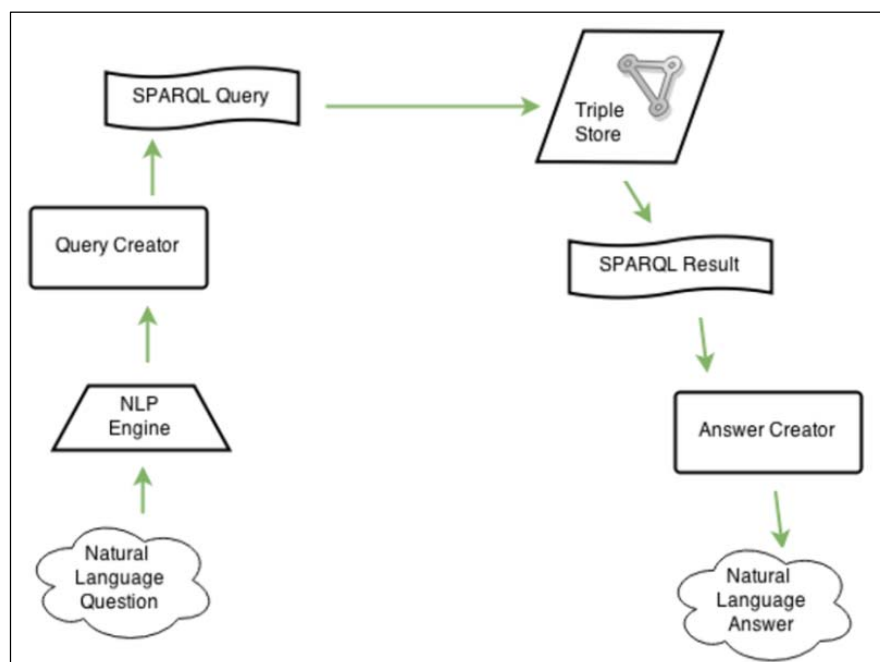 SPARQL Query
Triple
Store
Query Creator
SPARQL Result
NLP
Engine
Answer Creator
Natural
Language
Question
Natural
Language
Answer